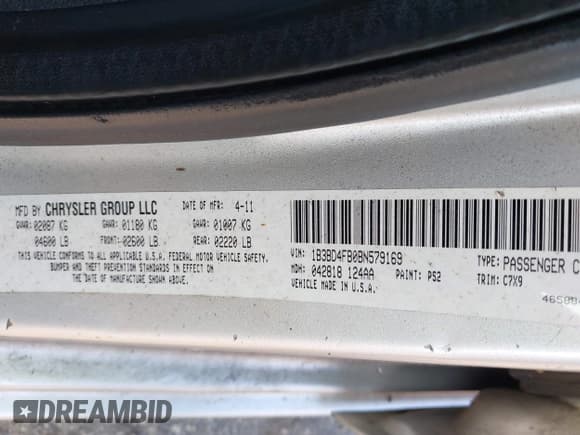 MFD BY CHRYSLER GROUP LLC DATE OF MFR: 4-11
GVWR: 02087 KG GAWR: 01180 KG GAWR: 01007 KG
04600 LB FRONT: 02600 LB REAR: 02220 LB
THIS VEHICLE CONFORMS TO ALL APPLICABLE U.S.A. FEDERAL MOTOR VEHICLE SAFETY,
BUMPER AND THEFT PREVENTION STANDARDS IN EFFECT ON
THE DATE OF MANUFACTURE SHOWN ABOVE.
VIN: 1B3BD4FB0BN579169 TYPE: PASSENGER C
MDH: 042818 124AA PAINT: PS2 TRIM: C7X9
VEHICLE MADE IN U.S.A.
DREAMBID